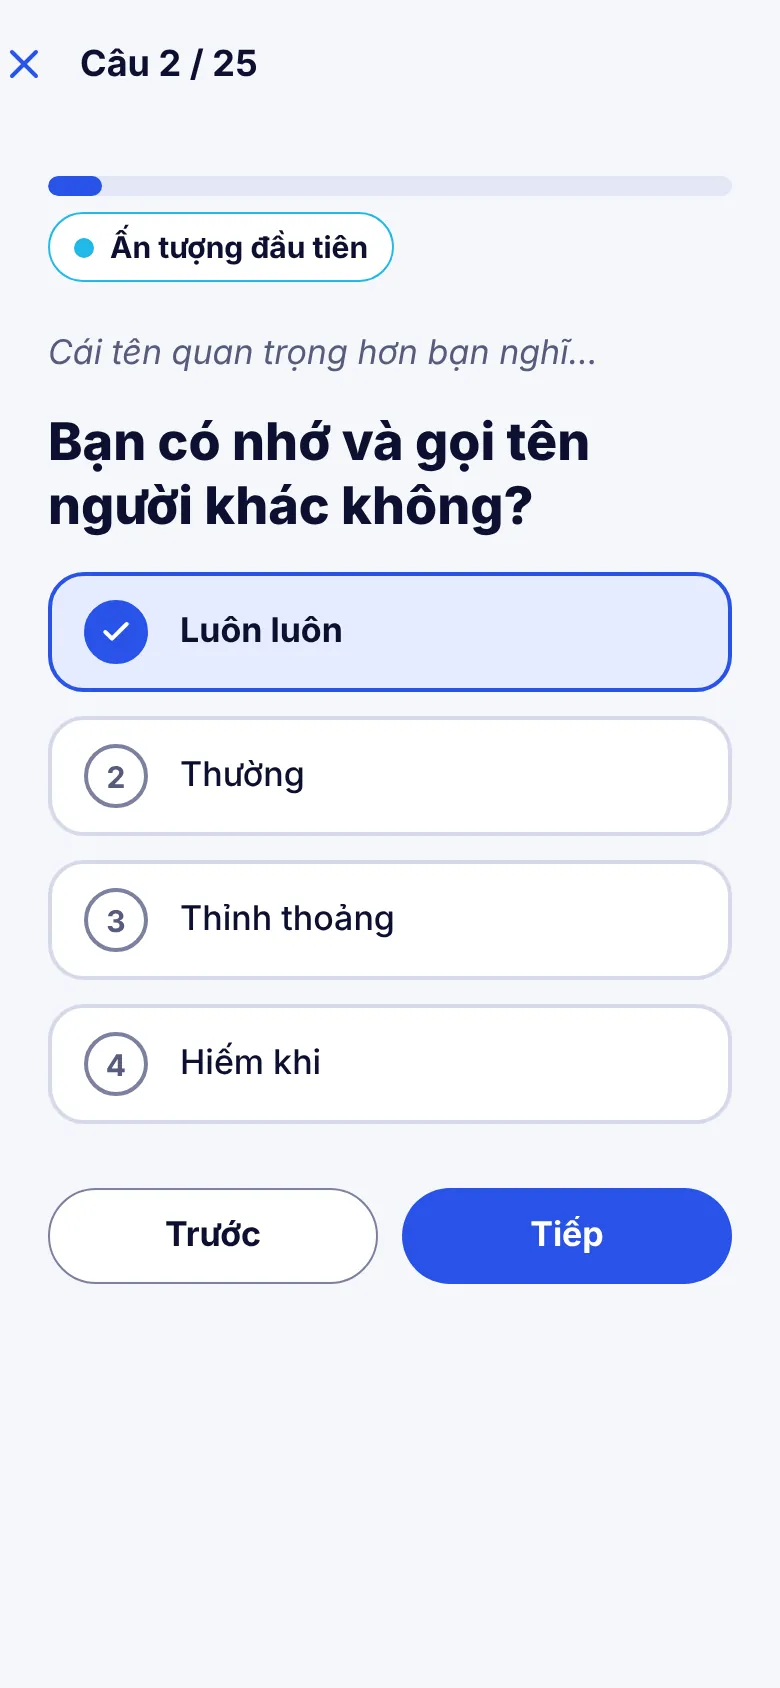 Câu 2 / 25
Ấn tượng đầu tiên
Cái tên quan trọng hơn bạn nghĩ...
Bạn có nhớ và gọi tên
người khác không?
Luôn luôn
2 Thường
3 Thỉnh thoảng
4 Hiếm khi
Trước Tiếp